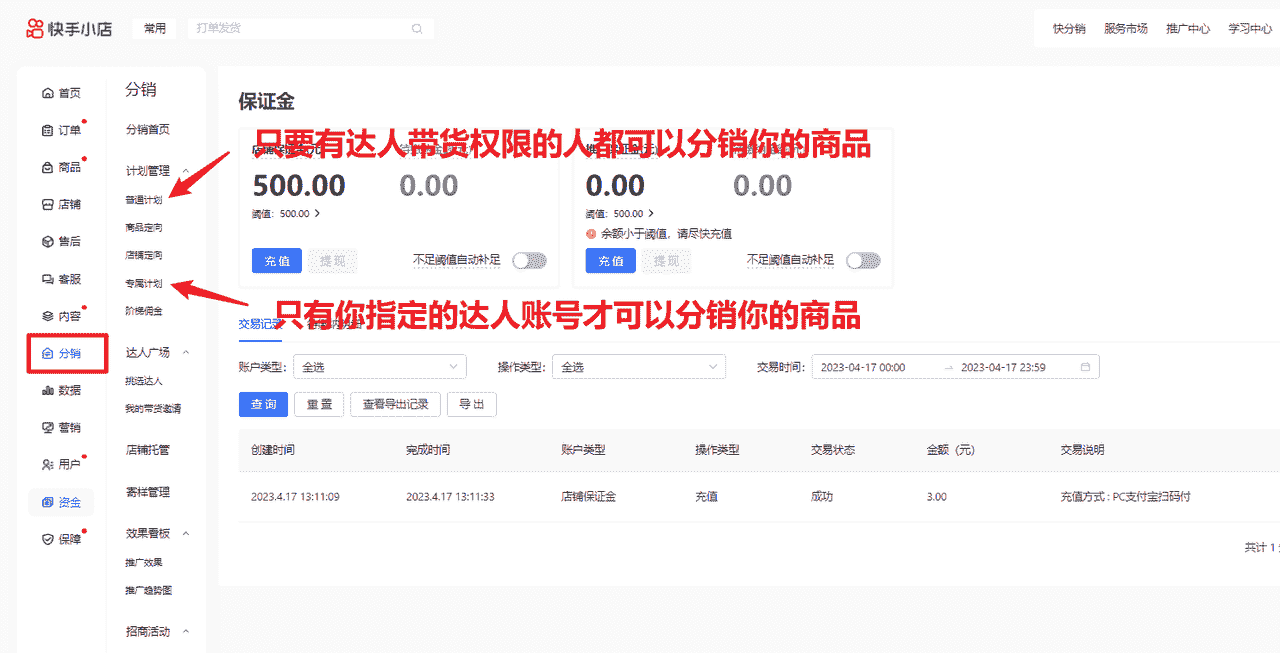 快手小店
常用
打单发货
快分销
服务市场
推广中心
学习中心
首页
订单
商品
店铺
售后
客服
内容
分销
数据
营销
用户
资金
保障
分销
分销首页
计划管理
普通计划
商品定向
店铺定向
专属计划
阶梯佣金
达人广场
挑选达人
我的带货邀请
店铺托管
寄样管理
效果看板
推广效果
推广趋势图
招商活动
保证金
只要有达人带货权限的人都可以分销你的商品
500.00
0.00
阈值: 500.00
充值
提现
不足阈值自动补足
0.00
0.00
阈值: 500.00
余额小于阈值，请尽快充值
充值
提现
不足阈值自动补足
只有你指定的达人账号才可以分销你的商品
交易记录
账户类型:
全选
操作类型:
全选
交易时间:
2023-04-17 00:00
2023-04-17 23:59
查询
重置
查看导出记录
导出
创建时间
完成时间
账户类型
操作类型
交易状态
金额（元）
交易说明
2023.4.17 13:11:09
2023.4.17 13:11:33
店铺保证金
充值
成功
3.00
充值方式 : PC支付宝扫码付
共计 1